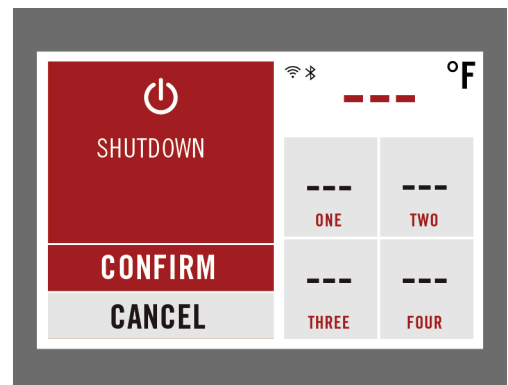 SHUTDOWN
CONFIRM
CANCEL
°F
---
---
ONE
---
TWO
---
THREE
---
FOUR